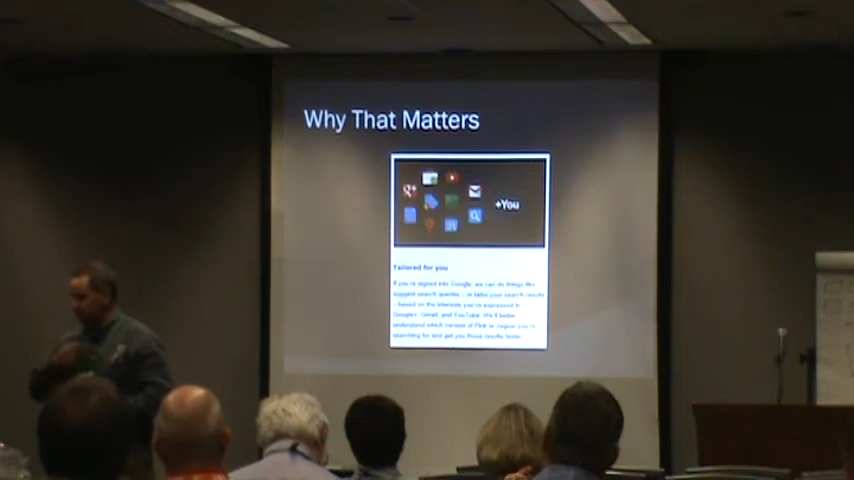 Why That Matters
g+
+You
Tailored for you
If you're signed into Google, we can do things like
suggest search queries – or tailor your search results
– based on the interests you've expressed in
Google+, Gmail, and YouTube. We'll better
understand which version of Pink or Jaguar you're
searching for and get you those results faster.